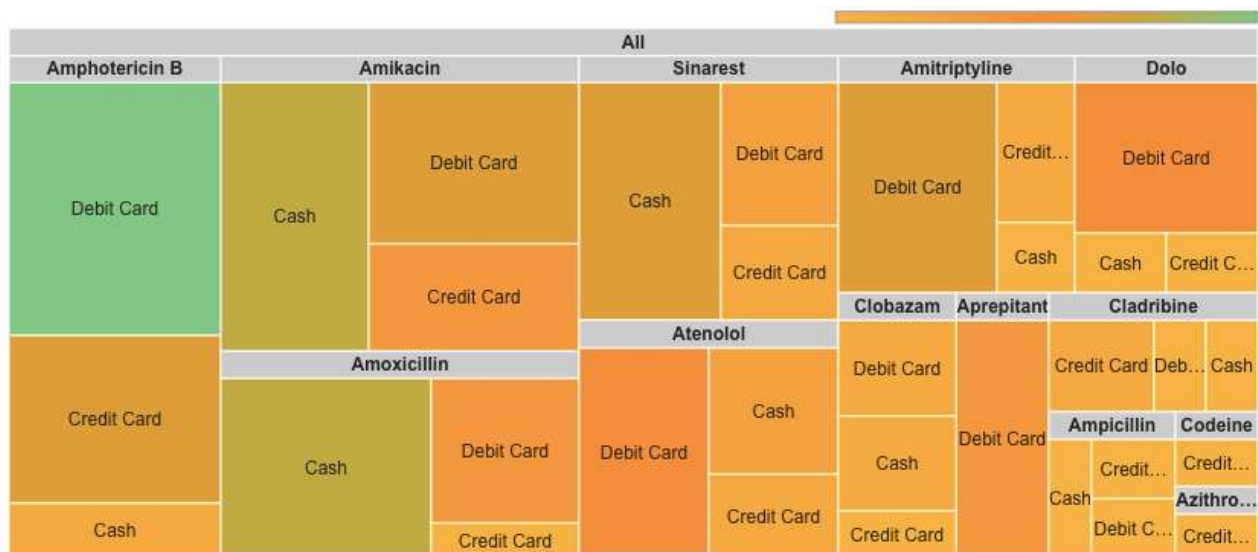 All
Amphotericin B
Amikacin
Sinarest
Amitriptyline
Dolo
Debit Card
Credit Card
Cash
Cash
Debit Card
Credit Card
Amoxicillin
Cash
Debit Card
Credit Card
Cash
Debit Card
Credit Card
Atenolol
Debit Card
Cash
Credit Card
Debit Card
Credit...
Cash
Debit Card
Cash
Credit C...
Clobazam
Aprepitant
Cladribine
Debit Card
Cash
Credit Card
Debit Card
Credit Card
Deb...
Cash
Ampicillin
Codeine
Cash
Credit...
Debit C...
Credit...
Azithro...
Credit...